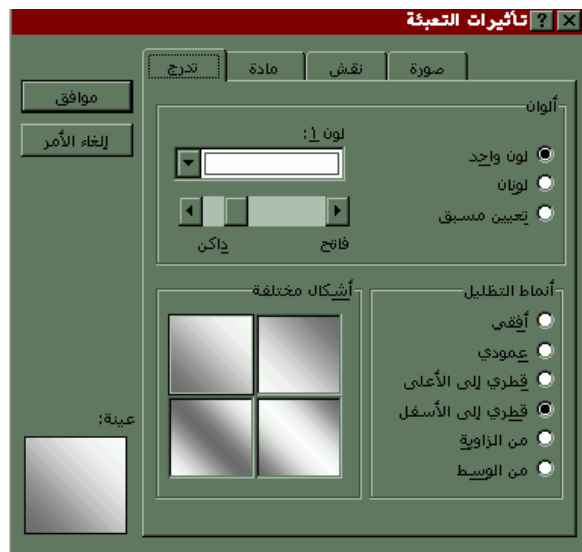 تأثيرات التعبئة
صورة
نقش
مادة
تدرج
موافق
إلغاء الأمر
ألوان
لون واحد
لونان
تعيين مسبق
لون 1:
فاتح
داكن
أنماط التظليل
أفقي
عمودي
قطري إلى الأعلى
قطري إلى الأسفل
من الزاوية
من الوسط
أشكال مختلفة
عينة: